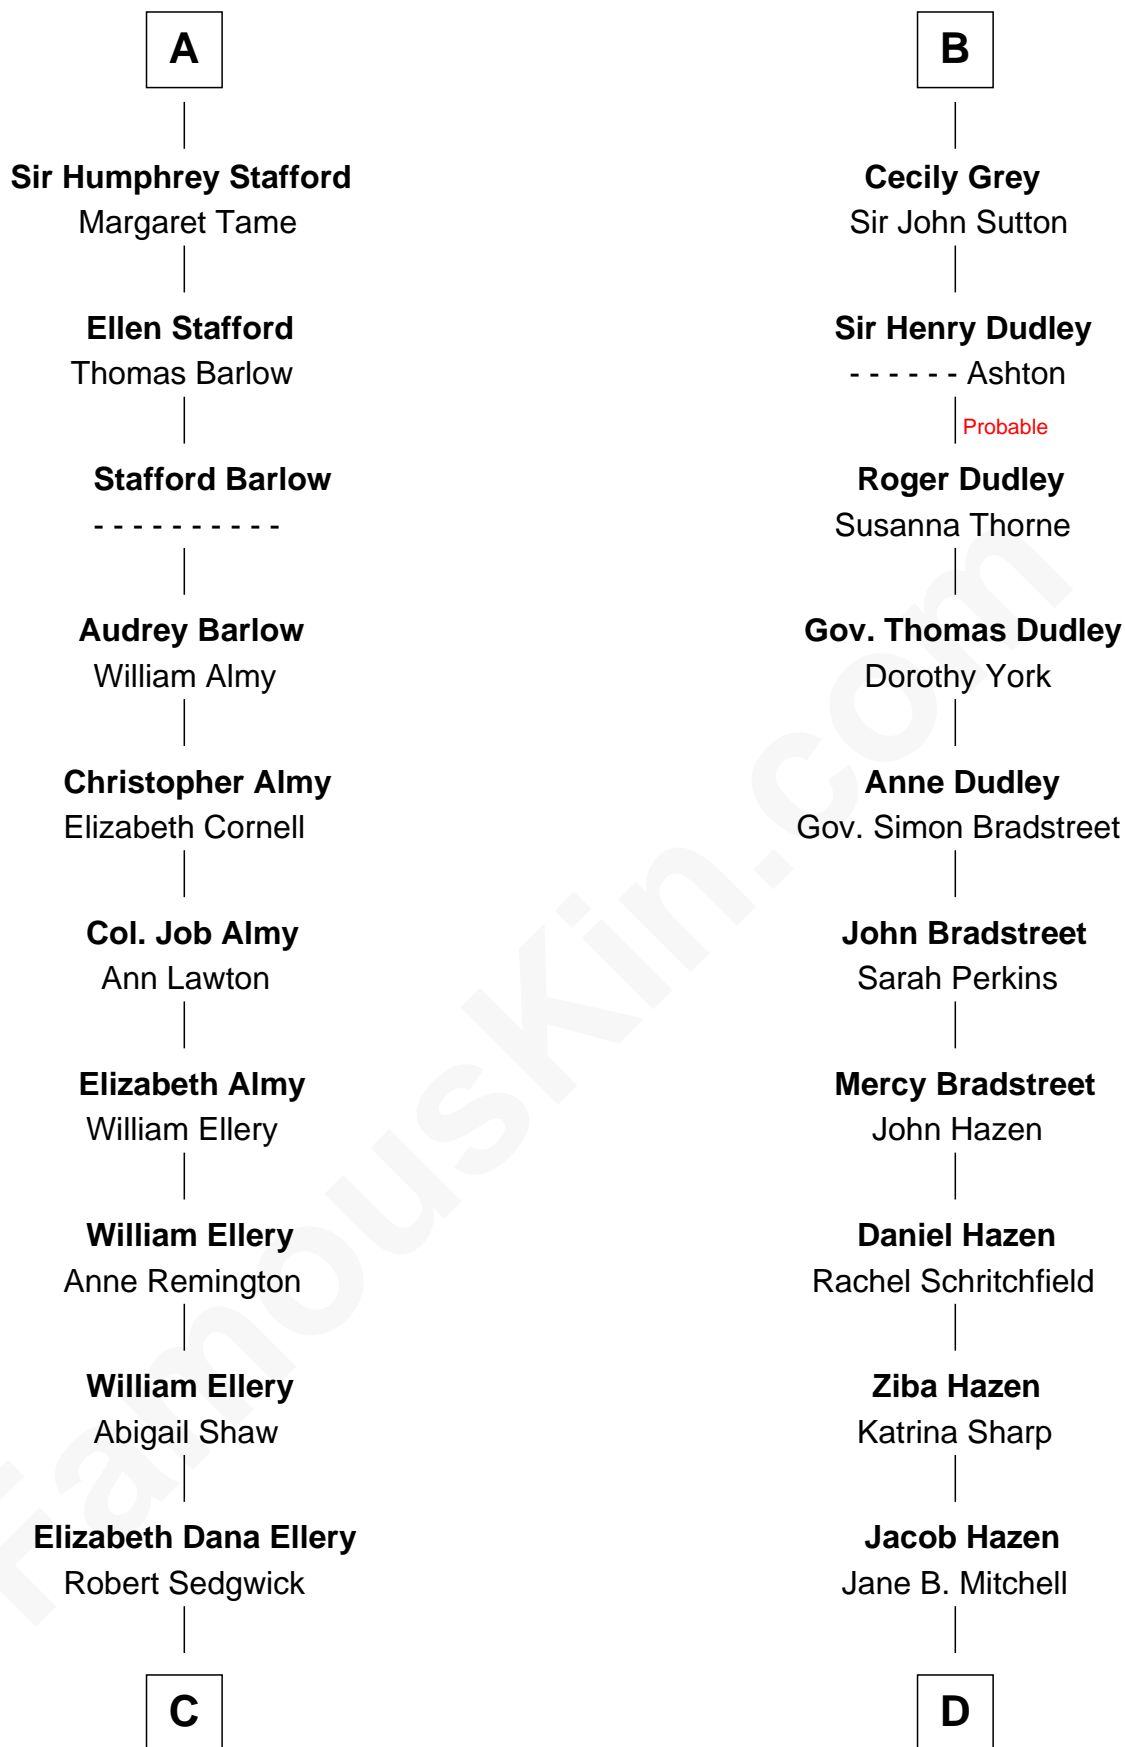 A
Sir Humphrey Stafford
Margaret Tame
Ellen Stafford
Thomas Barlow
Stafford Barlow
- - - - - - - - - -
Audrey Barlow
William Almy
Christopher Almy
Elizabeth Cornell
Col. Job Almy
Ann Lawton
Elizabeth Almy
William Ellery
William Ellery
Anne Remington
William Ellery
Abigail Shaw
Elizabeth Dana Ellery
Robert Sedgwick
C
B
Cecily Grey
Sir John Sutton
Sir Henry Dudley
- - - - - - Ashton
Probable
Roger Dudley
Susanna Thorne
Gov. Thomas Dudley
Dorothy York
Anne Dudley
Gov. Simon Bradstreet
John Bradstreet
Sarah Perkins
Mercy Bradstreet
John Hazen
Daniel Hazen
Rachel Schritchfield
Ziba Hazen
Katrina Sharp
Jacob Hazen
Jane B. Mitchell
D
FamousKin.com